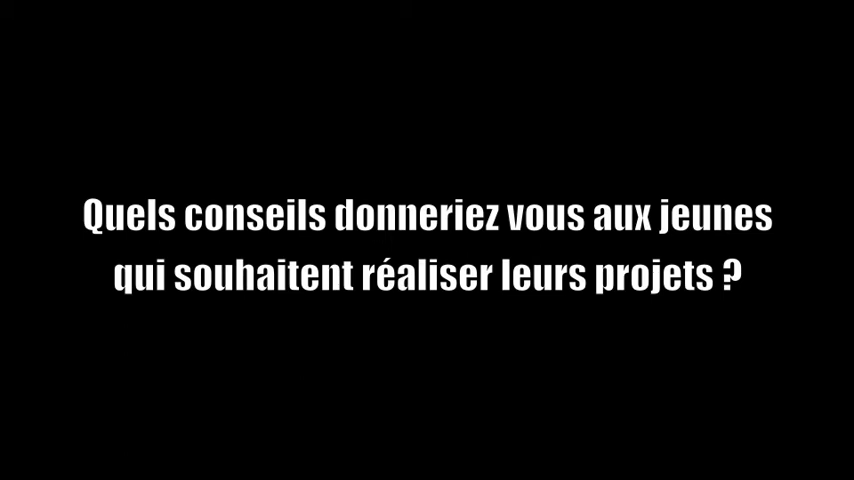 Quels conseils donneriez vous aux jeunes
qui souhaitent réaliser leurs projets ?